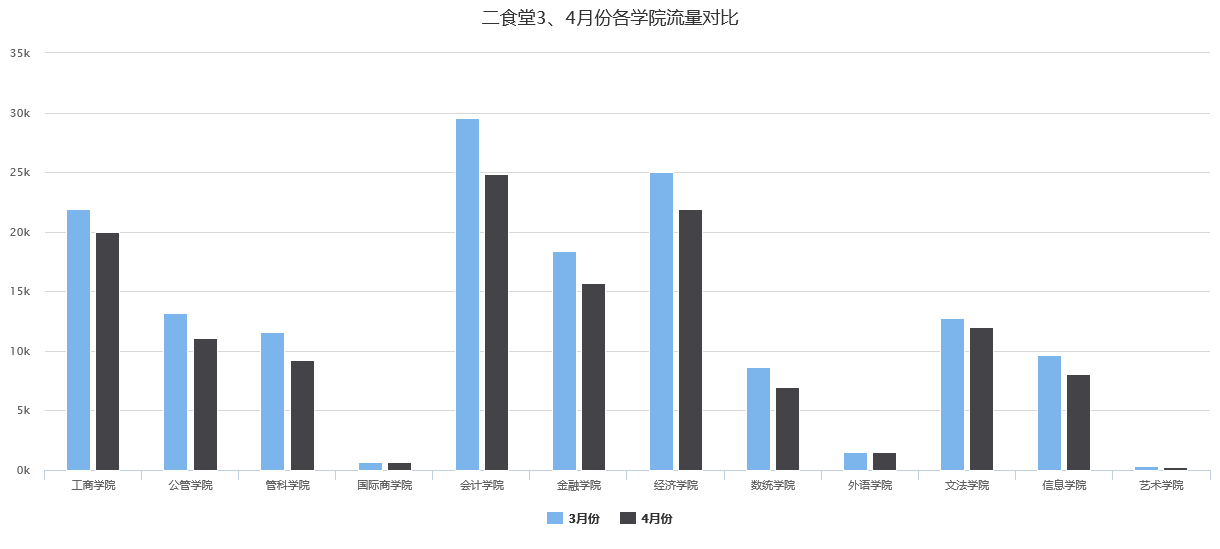 二食堂3、4月份各学院流量对比
35k
30k
25k
20k
15k
10k
5k
0k
工商学院 公管学院 管科学院 国际商学院 会计学院 金融学院 经济学院 数统学院 外语学院 文法学院 信息学院 艺术学院
3月份 4月份